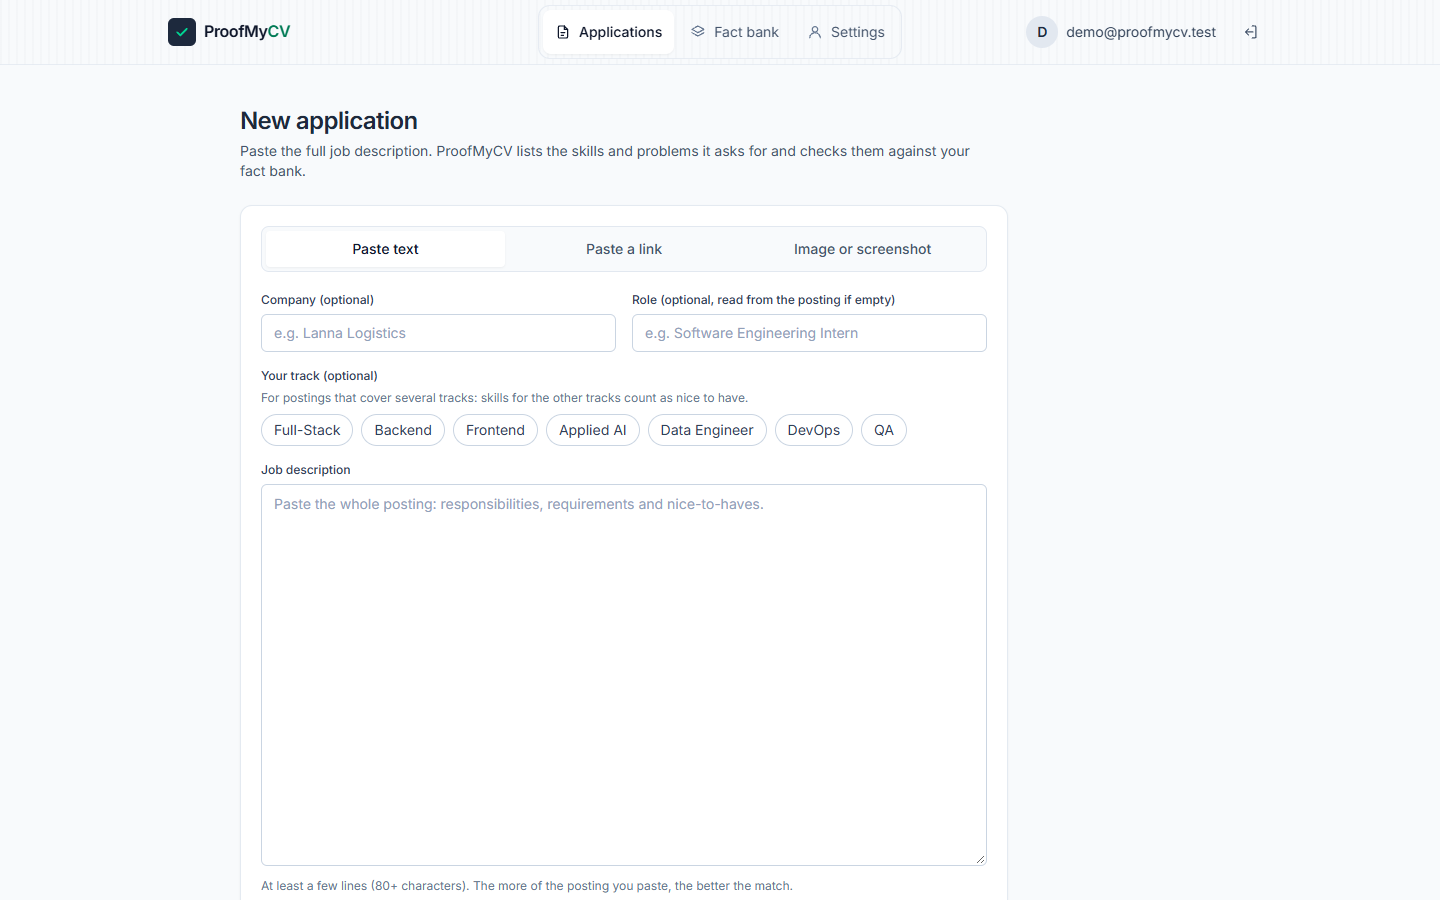 ProofMyCV
Applications
Fact bank
Settings
D
demo@proofmycv.test
New application
Paste the full job description. ProofMyCV lists the skills and problems it asks for and checks them against your
fact bank.
Paste text
Paste a link
Image or screenshot
Company (optional)
Role (optional, read from the posting if empty)
e.g. Lanna Logistics
e.g. Software Engineering Intern
Your track (optional)
For postings that cover several tracks: skills for the other tracks count as nice to have.
Full-Stack
Backend
Frontend
Applied AI
Data Engineer
DevOps
QA
Job description
Paste the whole posting: responsibilities, requirements and nice-to-haves.
At least a few lines (80+ characters). The more of the posting you paste, the better the match.